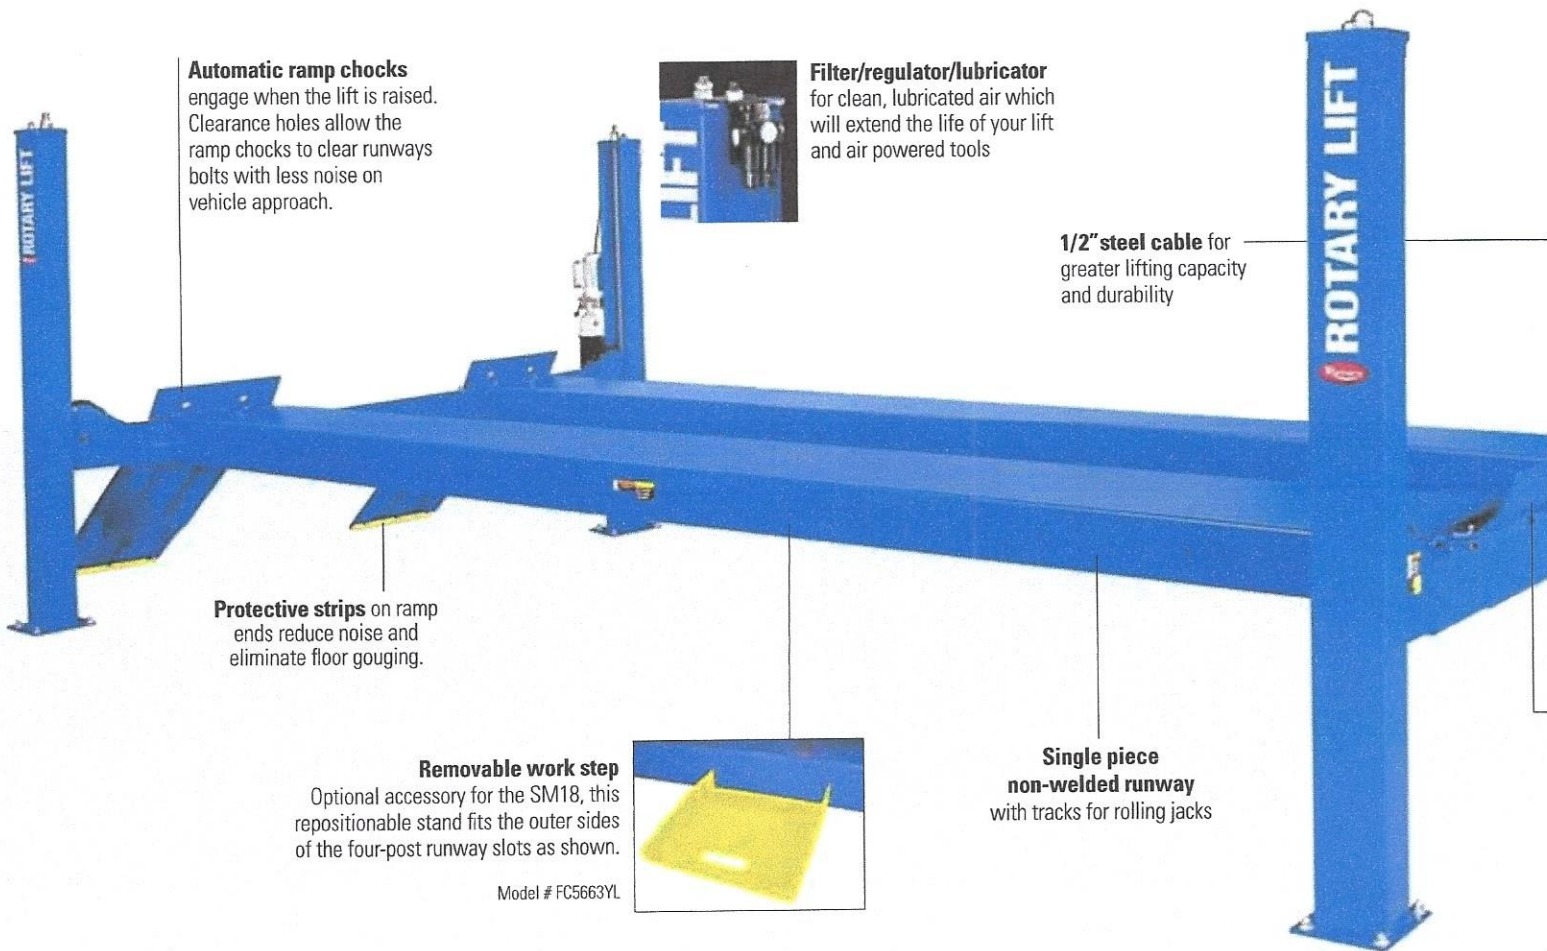 Automatic ramp chocks
engage when the lift is raised.
Clearance holes allow the
ramp chocks to clear runways
bolts with less noise on
vehicle approach.
Filter/regulator/lubricator
for clean, lubricated air which
will extend the life of your lift
and air powered tools
LIFT
1/2" steel cable for
greater lifting capacity
and durability
ROTARY LIFT
ROTARY LIFT
Protective strips on ramp
ends reduce noise and
eliminate floor gouging.
Removable work step
Optional accessory for the SM18, this
repositionable stand fits the outer sides
of the four-post runway slots as shown.
Model # FC5663YL
Single piece
non-welded runway
with tracks for rolling jacks